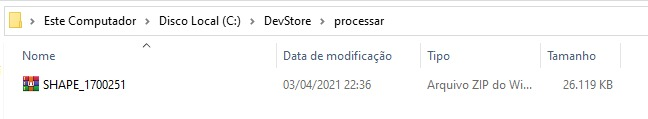 Este Computador > Disco Local (C:) > DevStore > processar
Nome Data de modificação Tipo Tamanho
SHAPE_1700251 03/04/2021 22:36 Arquivo ZIP do Wi... 26.119 KB